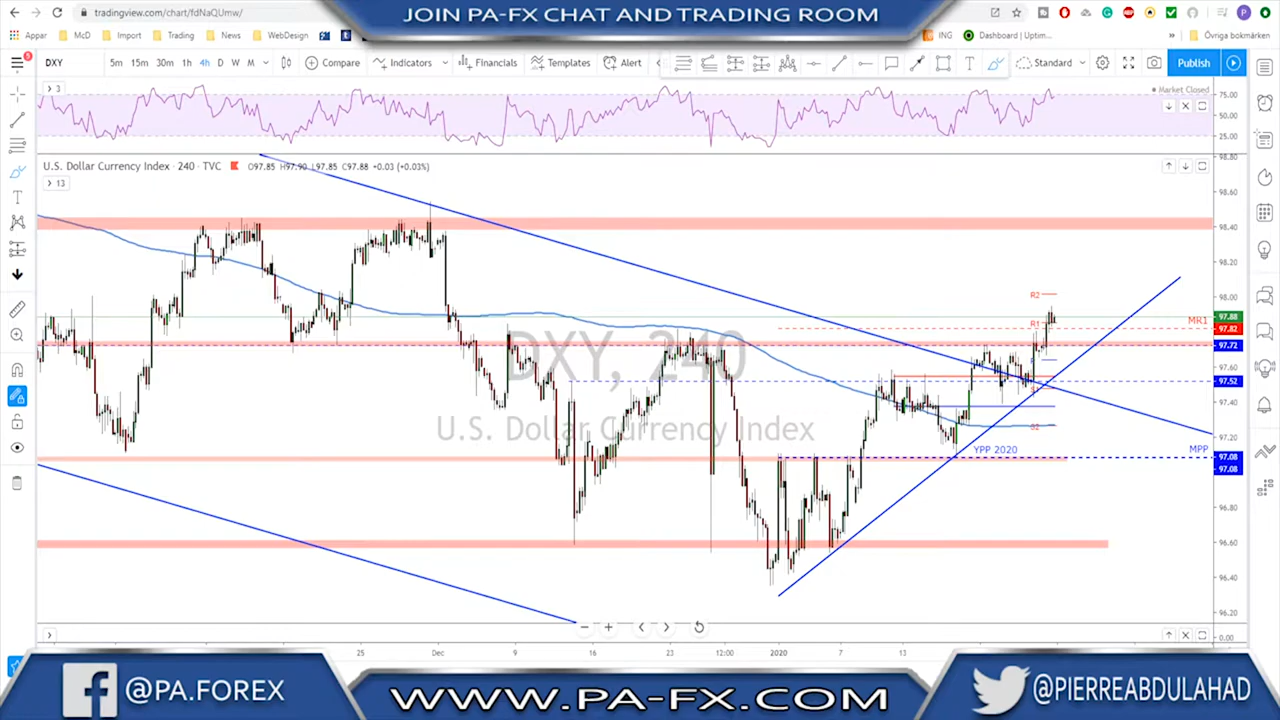 JOIN PA-FX CHAT AND TRADING ROOM
tradingview.com/chart/fdNaQUmw/
Appar McD Import Trading News WebDesign ING Dashboard | Uptim... » Övriga bokmärken
DXY 5m 15m 30m 1h 4h D W M Compare Indicators Financials Templates Alert Standard Publish
3
Market Closed
75.00
50.00
25.00
U.S. Dollar Currency Index · 240 · TVC O97.85 H97.90 L97.85 C97.88 +0.03 (+0.03%)
13
98.80
98.60
98.40
98.20
98.00
97.88
97.82
97.72
97.60
97.52
97.40
97.20
97.08
97.08
96.80
96.60
96.40
96.20
0.00
R2
R1
MR1
P
S2
DXY, 240
U.S. Dollar Currency Index
YPP 2020
MPP
25 Dec 9 16 23 12:00 2020 7 13
@PA.FOREX
WWW.PA-FX.COM
@PIERREABDULAHAD